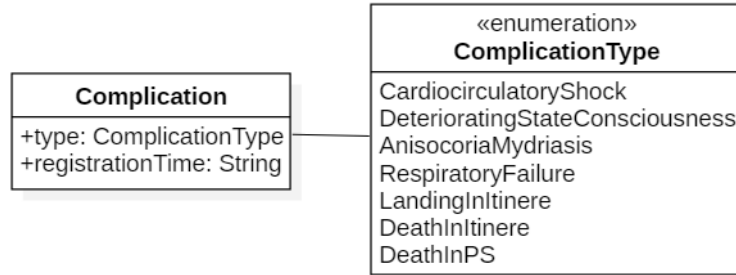 Complication
+type: ComplicationType
+registrationTime: String
«enumeration»
ComplicationType
CardiocirculatoryShock
DeterioratingStateConsciousness
AnisocoriaMydriasis
RespiratoryFailure
LandingInItinere
DeathInItinere
DeathInPS